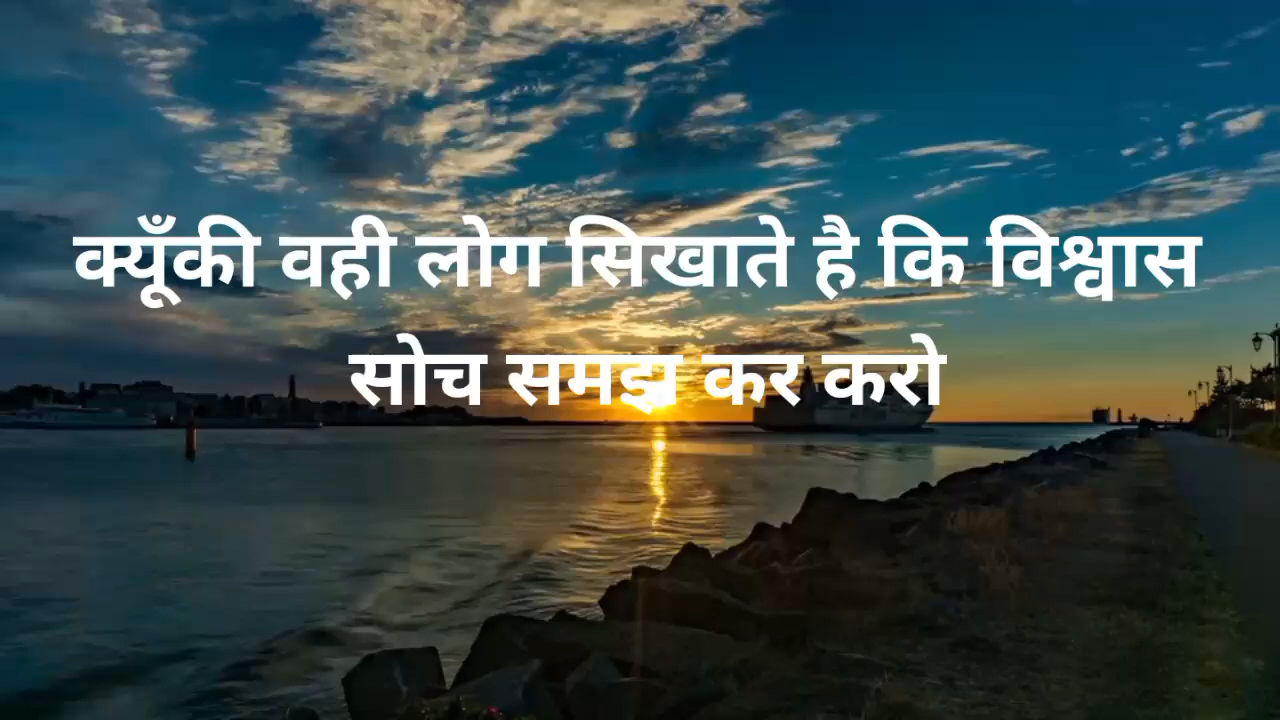 क्यूँकी वही लोग सिखाते है कि विश्वास
सोच समझ कर करो